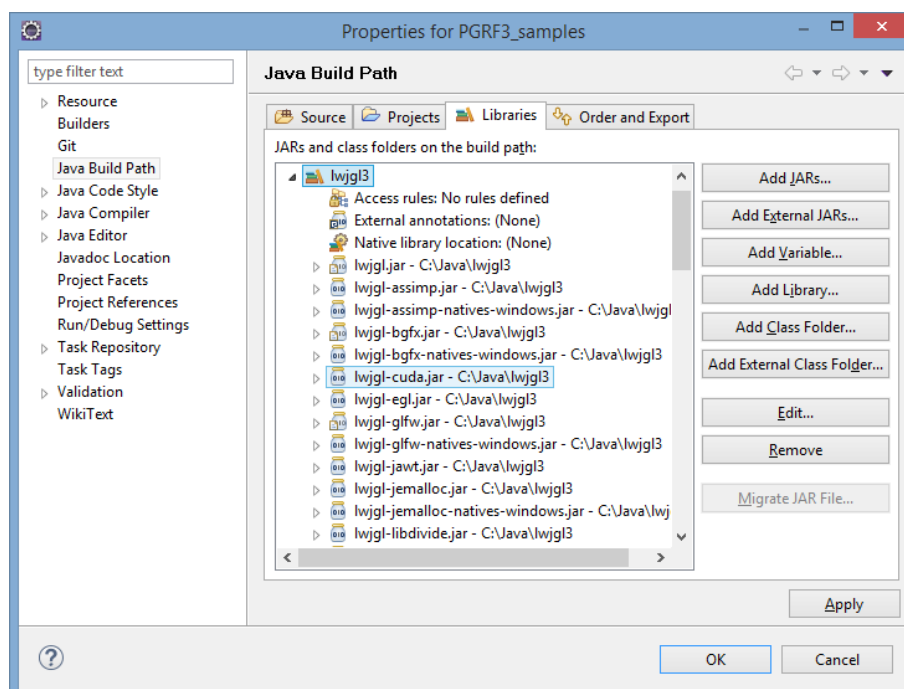 Properties for PGRF3_samples
type filter text
Resource
Builders
Git
Java Build Path
Java Code Style
Java Compiler
Java Editor
Javadoc Location
Project Facets
Project References
Run/Debug Settings
Task Repository
Task Tags
Validation
WikiText
Java Build Path
Source
Projects
Libraries
Order and Export
JARs and class folders on the build path:
lwjgl3
Access rules: No rules defined
External annotations: (None)
Native library location: (None)
lwjgl.jar - C:\Java\lwjgl3
lwjgl-assimp.jar - C:\Java\lwjgl3
lwjgl-assimp-natives-windows.jar - C:\Java\lwjgl
lwjgl-bgfx.jar - C:\Java\lwjgl3
lwjgl-bgfx-natives-windows.jar - C:\Java\lwjgl3
lwjgl-cuda.jar - C:\Java\lwjgl3
lwjgl-egl.jar - C:\Java\lwjgl3
lwjgl-glfw.jar - C:\Java\lwjgl3
lwjgl-glfw-natives-windows.jar - C:\Java\lwjgl3
lwjgl-jawt.jar - C:\Java\lwjgl3
lwjgl-jemalloc.jar - C:\Java\lwjgl3
lwjgl-jemalloc-natives-windows.jar - C:\Java\lwj
lwjgl-libdivide.jar - C:\Java\lwjgl3
Add JARs...
Add External JARs...
Add Variable...
Add Library...
Add Class Folder...
Add External Class Folder...
Edit...
Remove
Migrate JAR File...
Apply
OK
Cancel